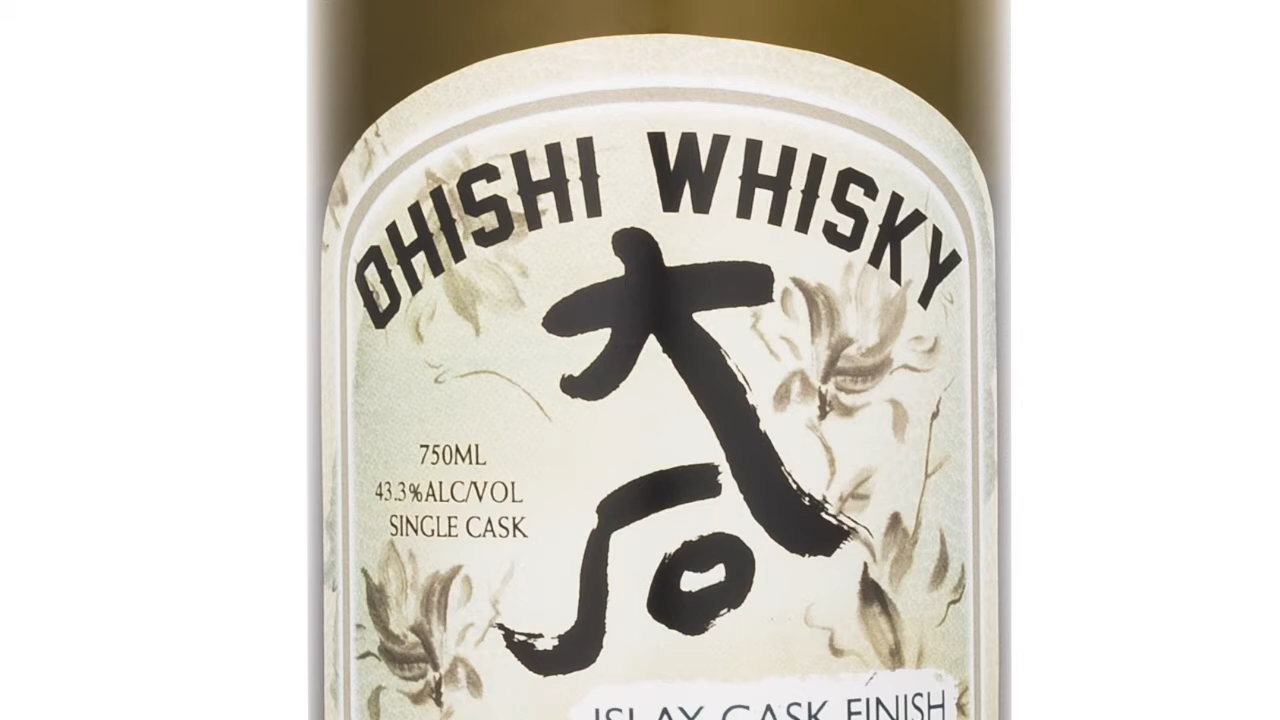 OHISHI WHISKY
大
石
750ML
43.3%ALC/VOL
SINGLE CASK
ISLAY CASK FINISH